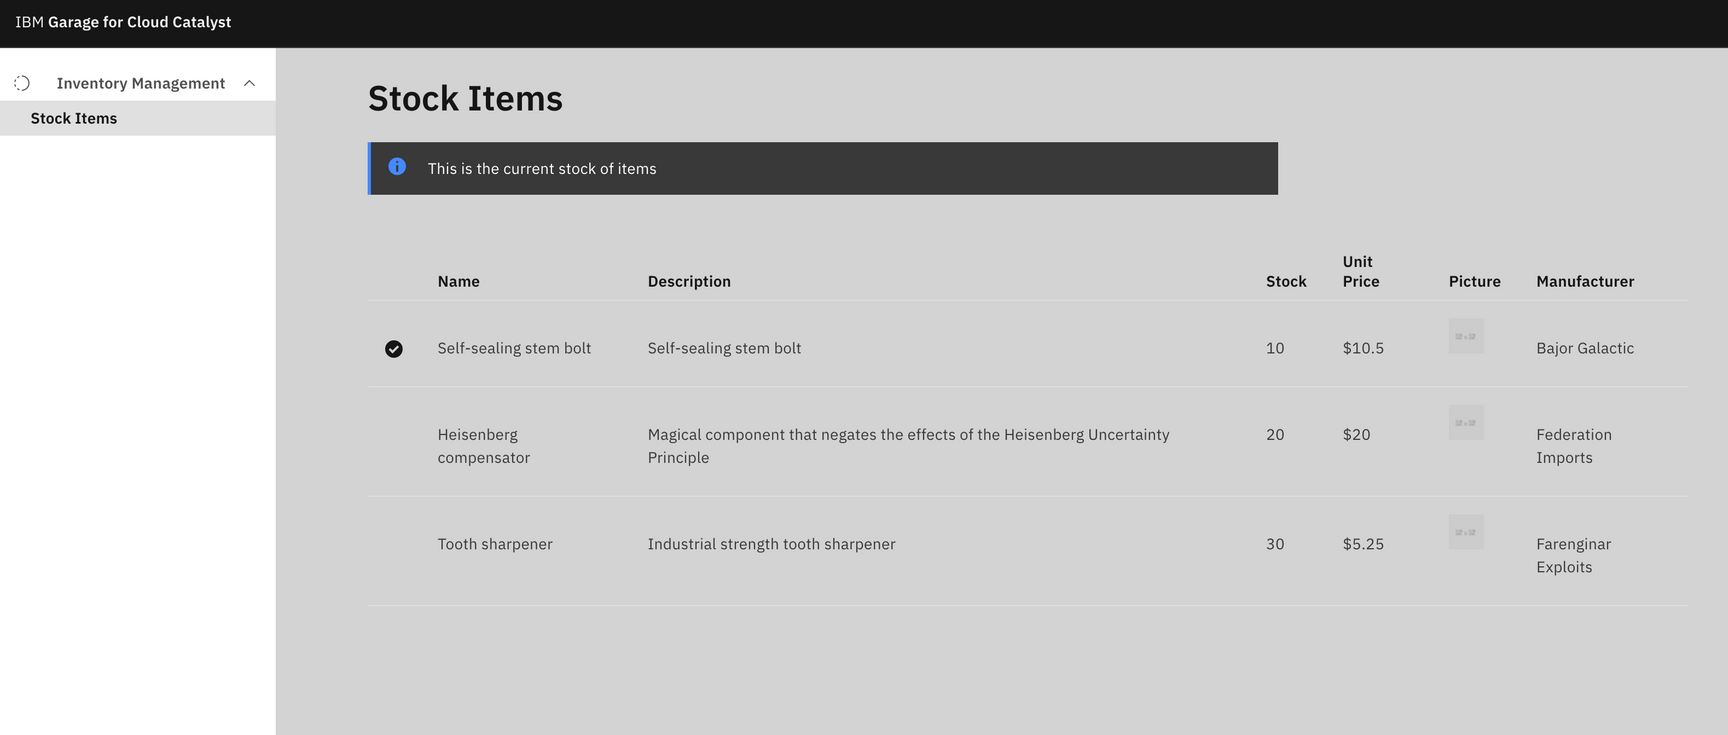 IBM Garage for Cloud Catalyst
Inventory Management
Stock Items
Stock Items
This is the current stock of items
Name Description Stock Unit Price Picture Manufacturer
Self-sealing stem bolt Self-sealing stem bolt 10 $10.5 Bajor Galactic
Heisenberg compensator Magical component that negates the effects of the Heisenberg Uncertainty Principle 20 $20 Federation Imports
Tooth sharpener Industrial strength tooth sharpener 30 $5.25 Farenginar Exploits